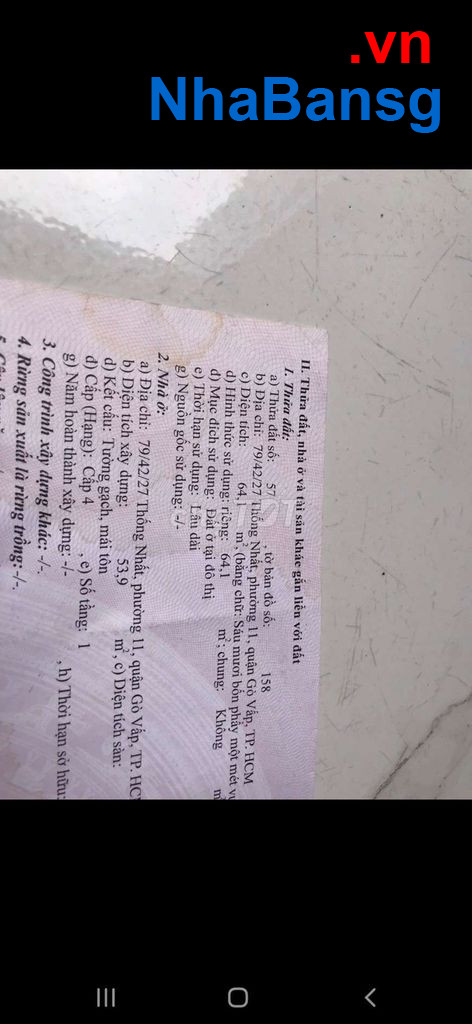 .vn
NhaBansg
II. Thửa đất, nhà ở và tài sản khác gắn liền với đất
1. Thửa đất:
a) Thửa đất số: 57 , tờ bản đồ số: 158
b) Địa chỉ: 79/42/27 Thống Nhất, phường 11, quận Gò Vấp, TP. HCM
c) Diện tích: 64, m², (bằng chữ: Sáu mươi bốn phẩy một mét vu
d) Hình thức sử dụng: riêng: 64,1 m²; chung: Không m²
đ) Mục đích sử dụng: Đất ở tại đô thị
e) Thời hạn sử dụng: Lâu dài
g) Nguồn gốc sử dụng: -/-
2. Nhà ở:
a) Địa chỉ: 79/42/27 Thống Nhất, phường 11, quận Gò Vấp, TP. HC
b) Diện tích xây dựng: 53,9 m², c) Diện tích sàn:
d) Kết cấu: Tường gạch, mái tôn
đ) Cấp (Hạng): Cấp 4 , e) Số tầng: 1
g) Năm hoàn thành xây dựng: -/- , h) Thời hạn sở hữu:
3. Công trình xây dựng khác: -/-.
4. Rừng sản xuất là rừng trồng: -/-.